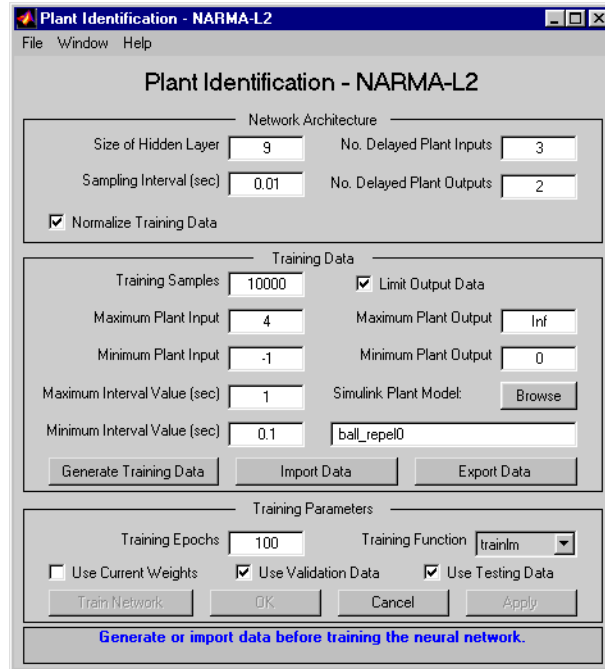 Plant Identification - NARMA-L2
File Window Help
Plant Identification - NARMA-L2
Network Architecture
Size of Hidden Layer 9 No. Delayed Plant Inputs 3
Sampling Interval (sec) 0.01 No. Delayed Plant Outputs 2
Normalize Training Data
Training Data
Training Samples 10000 Limit Output Data
Maximum Plant Input 4 Maximum Plant Output Inf
Minimum Plant Input -1 Minimum Plant Output 0
Maximum Interval Value (sec) 1 Simulink Plant Model: Browse
Minimum Interval Value (sec) 0.1 ball_repel0
Generate Training Data Import Data Export Data
Training Parameters
Training Epochs 100 Training Function trainlm
Use Current Weights Use Validation Data Use Testing Data
Train Network OK Cancel Apply
Generate or import data before training the neural network.